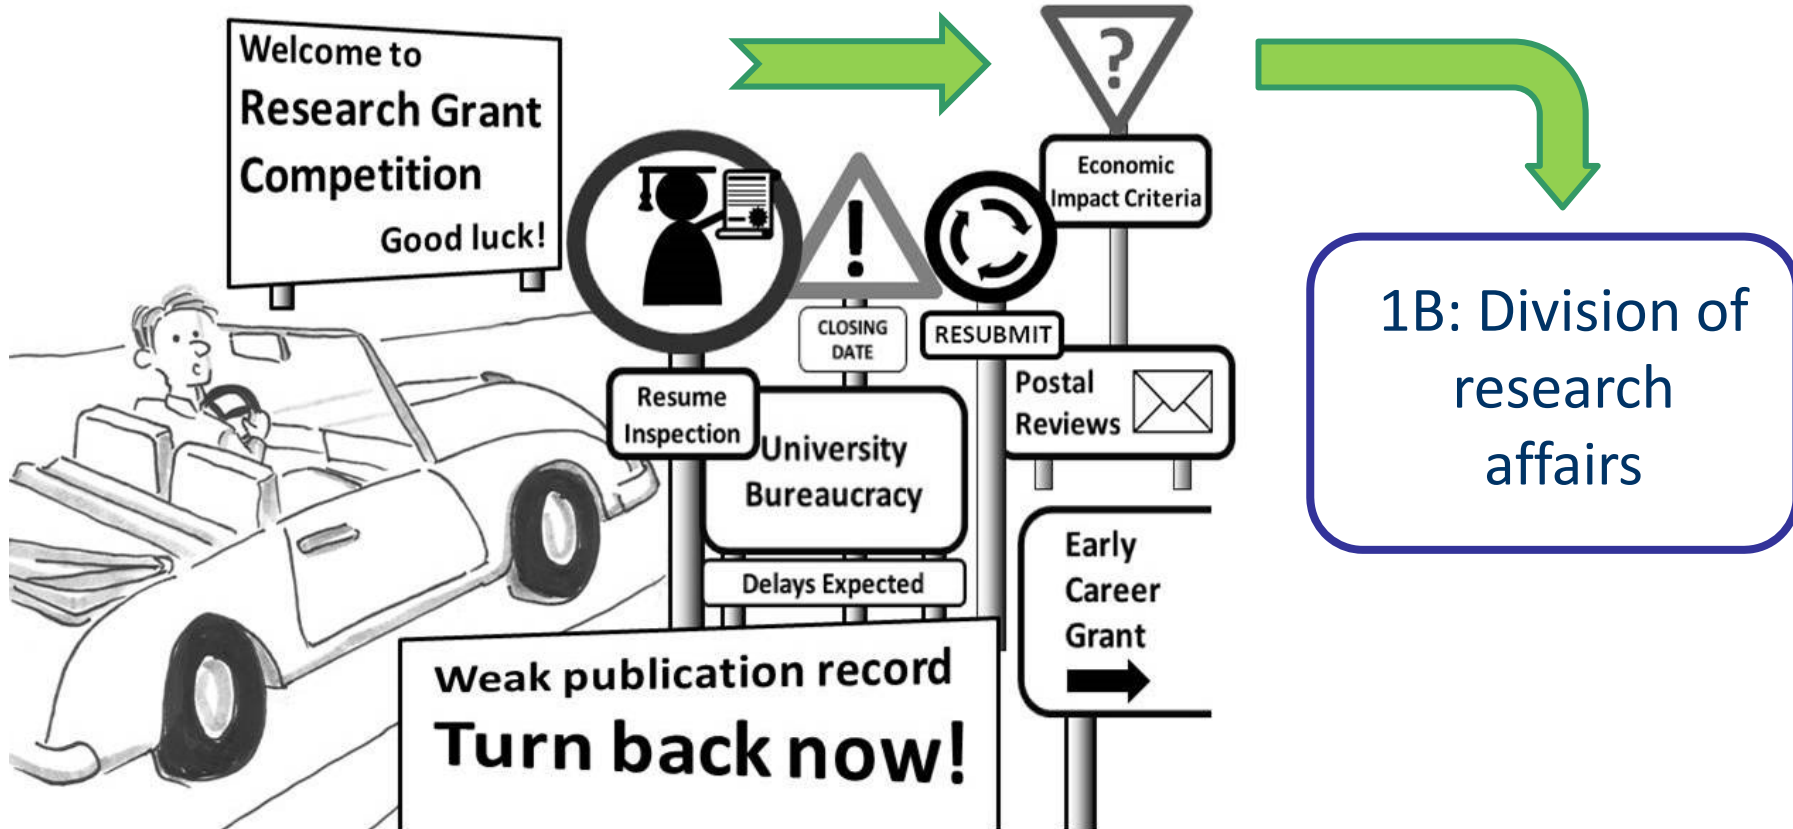 Welcome to
Research Grant
Competition
Good luck!
?
Economic
Impact Criteria
!
CLOSING
DATE
RESUBMIT
Resume
Inspection
Postal
Reviews
University
Bureaucracy
Delays Expected
Early
Career
Grant
Weak publication record
Turn back now!
1B: Division of
research
affairs